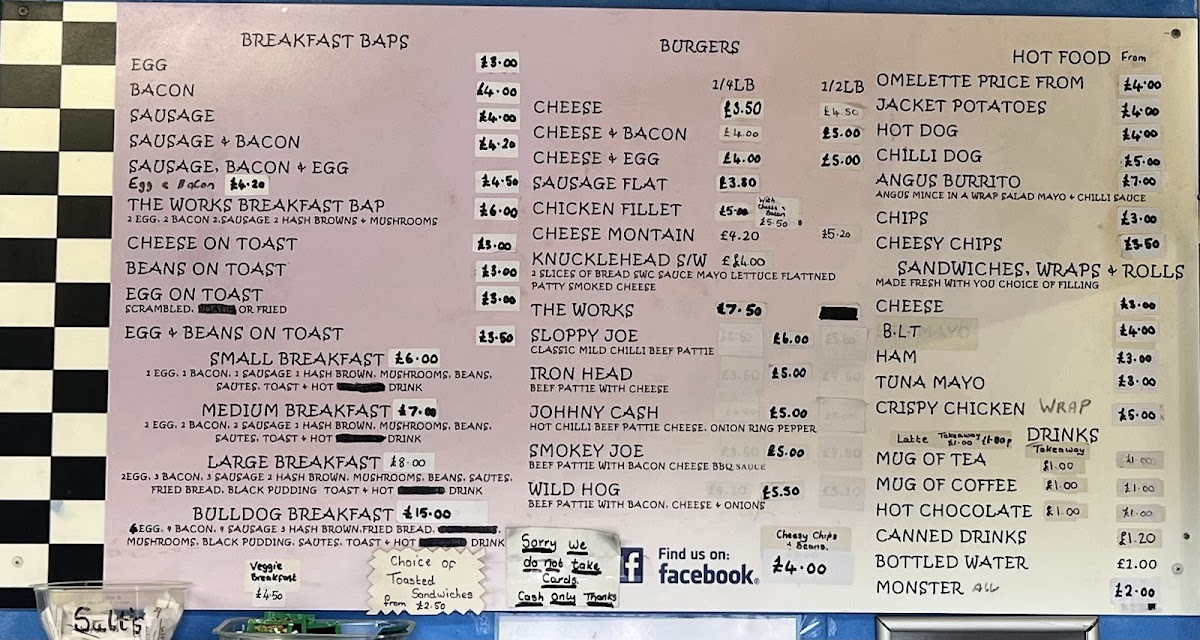 BREAKFAST BAPS
EGG £3.00
BACON £4.00
SAUSAGE £4.00
SAUSAGE & BACON £4.20
SAUSAGE, BACON & EGG £4.50
Egg & Bacon £4.20
THE WORKS BREAKFAST BAP £6.00
2 EGG, 2 BACON 2,SAUSAGE 2 HASH BROWNS & MUSHROOMS
CHEESE ON TOAST £3.00
BEANS ON TOAST £3.00
EGG ON TOAST £3.00
SCRAMBLED, OR FRIED
EGG & BEANS ON TOAST £3.50
SMALL BREAKFAST £6.00
1 EGG, 1 BACON, 1 SAUSAGE 1 HASH BROWN, MUSHROOMS, BEANS,
SAUTES, TOAST & HOT DRINK
MEDIUM BREAKFAST £7.00
2 EGG, 2 BACON, 2 SAUSAGE 2 HASH BROWN, MUSHROOMS, BEANS,
SAUTES, TOAST & HOT DRINK
LARGE BREAKFAST £8.00
2EGG, 3 BACON, 3 SAUSAGE 2 HASH BROWN, MUSHROOMS, BEANS, SAUTES,
FRIED BREAD, BLACK PUDDING TOAST & HOT DRINK
BULLDOG BREAKFAST £15.00
6EGG, 4 BACON, 4 SAUSAGE 3 HASH BROWN,FRIED BREAD,
MUSHROOMS, BLACK PUDDING, SAUTES, TOAST & HOT DRINK
Veggie
Breakfast
£4.50
Choice of
Toasted
Sandwiches
from £2.50
Salt's
BURGERS
1/4LB 1/2LB
CHEESE £3.50 £4.50
CHEESE & BACON £4.00 £5.00
CHEESE & EGG £4.00 £5.00
SAUSAGE FLAT £3.80
CHICKEN FILLET £5.00 With Cheese & Bacon £5.50
CHEESE MONTAIN £4.20 £5.20
KNUCKLEHEAD S/W £ £4.00
2 SLICES OF BREAD SWC SAUCE MAYO LETTUCE FLATTNED
PATTY SMOKED CHEESE
THE WORKS £7.50
SLOPPY JOE £6.00
CLASSIC MILD CHILLI BEEF PATTIE
IRON HEAD £5.00
BEEF PATTIE WITH CHEESE
JOHHNY CASH £5.00
HOT CHILLI BEEF PATTIE CHEESE, ONION RING PEPPER
SMOKEY JOE £5.00
BEEF PATTIE WITH BACON CHEESE BBQ SAUCE
WILD HOG £5.50
BEEF PATTIE WITH BACON, CHEESE & ONIONS
Sorry We
do not take
Cards.
Cash Only Thanks
f Find us on:
facebook.
Cheesy Chips
+ Beans.
£4.00
HOT FOOD From
OMELETTE PRICE FROM £4.00
JACKET POTATOES £4.00
HOT DOG £4.00
CHILLI DOG £5.00
ANGUS BURRITO £7.00
ANGUS MINCE IN A WRAP SALAD MAYO & CHILLI SAUCE
CHIPS £3.00
CHEESY CHIPS £3.50
SANDWICHES, WRAPS & ROLLS
MADE FRESH WITH YOU CHOICE OF FILLING
CHEESE £3.00
B.L.T £4.00
HAM £3.00
TUNA MAYO £3.00
CRISPY CHICKEN WRAP £5.00
Latte Takeaway £1.00 DRINKS
Takeaway
MUG OF TEA £1.00 £1.00
MUG OF COFFEE £1.00 £1.00
HOT CHOCOLATE £1.00 £1.00
CANNED DRINKS £1.20
BOTTLED WATER £1.00
MONSTER ALL £2.00